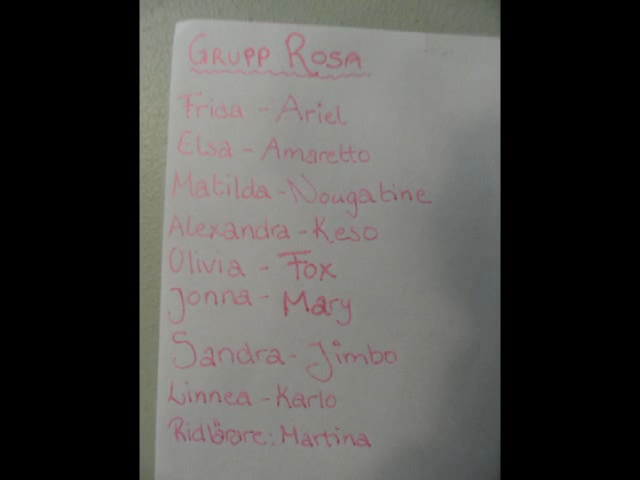 GRUPP ROSA
Frida - Ariel
Elsa - Amaretto
Matilda - Nougatine
Alexandra - Keso
Olivia - Fox
Jonna - Mary
Sandra - Jimbo
Linnea - Karlo
Ridlärare: Martina